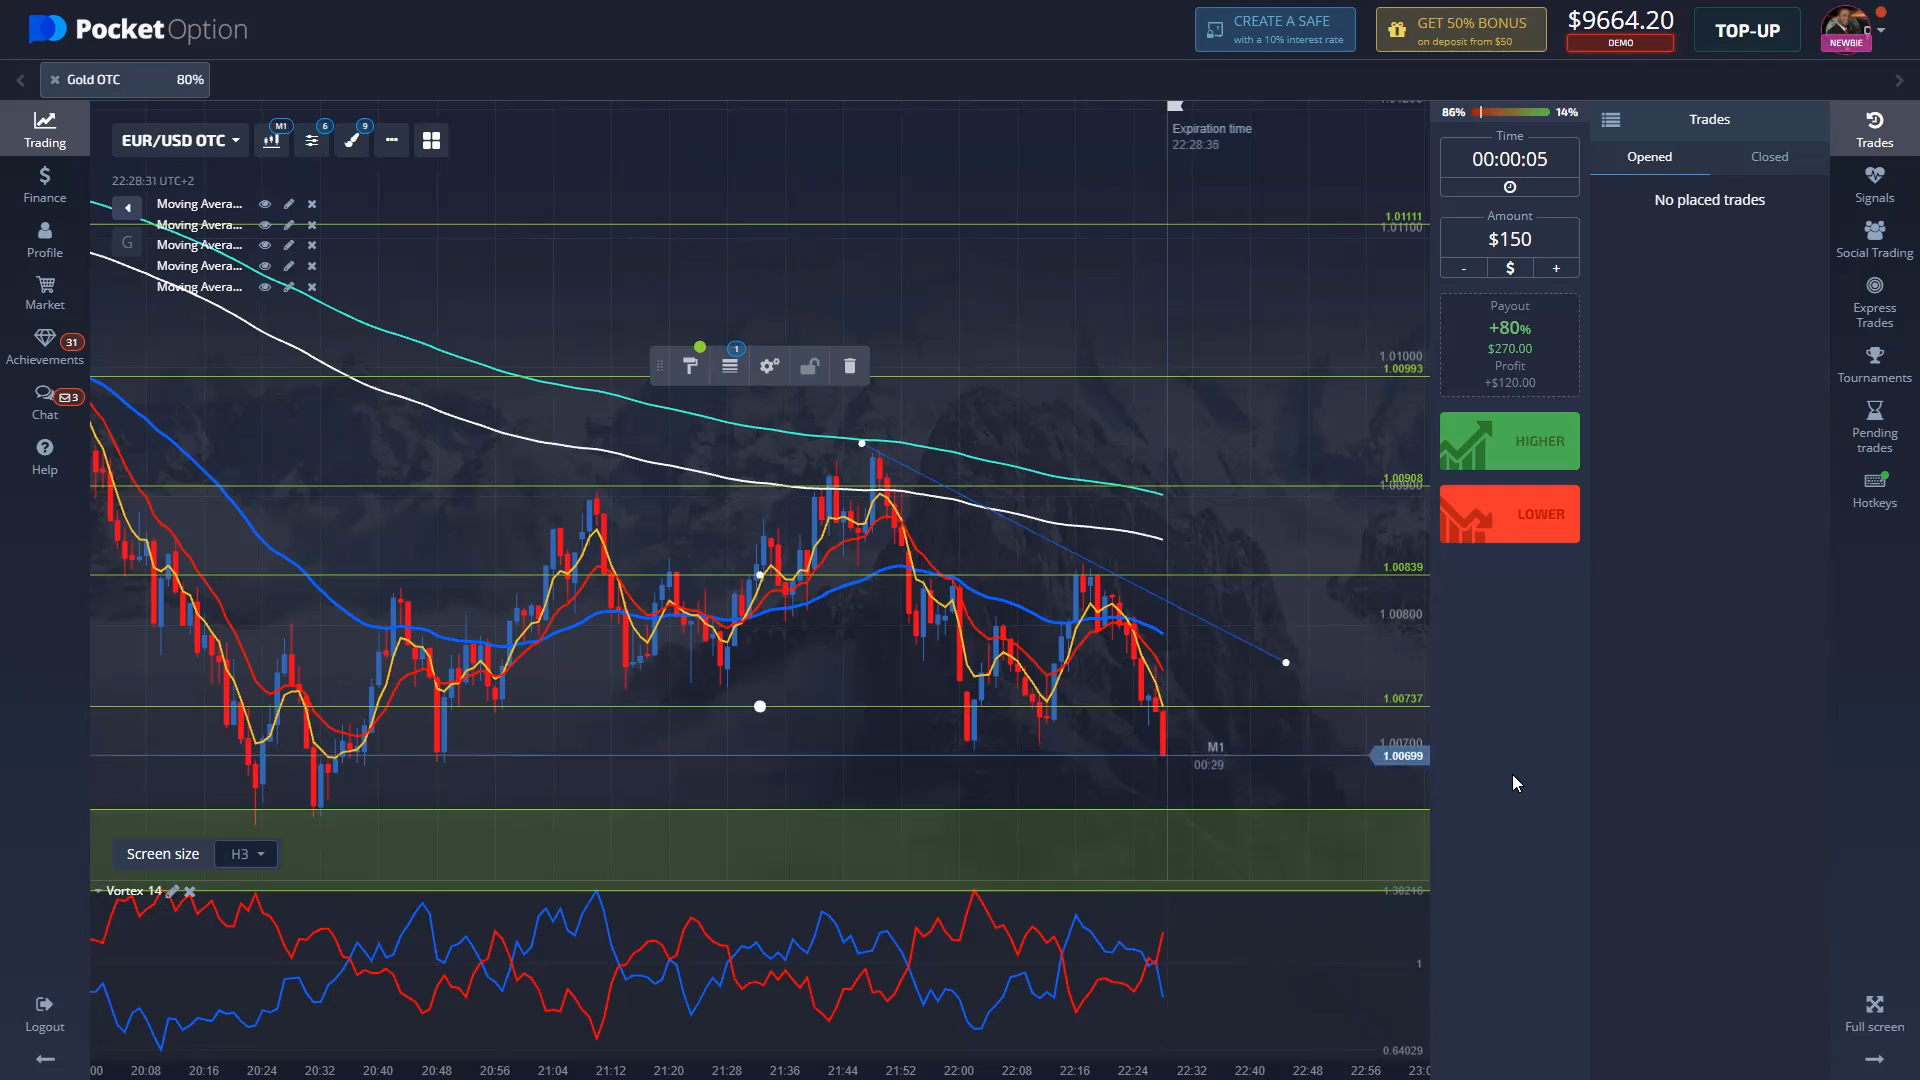 PocketOption
CREATE A SAFE
with a 10% interest rate
GET 50% BONUS
on deposit from $50
$9664.20
DEMO
TOP-UP
NEWBIE
Gold OTC 80%
Trading
Finance
Profile
Market
Achievements
31
Chat
3
Help
Logout
EUR/USD OTC
M1
6
9
22:28:31 UTC+2
Moving Avera...
Moving Avera...
Moving Avera...
Moving Avera...
Moving Avera...
G
1
Expiration time
22:28:36
1.01111
1.01100
1.01000
1.00993
1.00908
1.00900
1.00839
1.00800
1.00737
1.00700
1.00699
M1
00:29
Screen size
H3
Vortex 14
1.30216
1
0.64029
:00 20:08 20:16 20:24 20:32 20:40 20:48 20:56 21:04 21:12 21:20 21:28 21:36 21:44 21:52 22:00 22:08 22:16 22:24 22:32 22:40 22:48 22:56 23:0
86% 14%
Time
00:00:05
Amount
$150
- $ +
Payout
+80%
$270.00
Profit
+$120.00
HIGHER
LOWER
Trades
Opened Closed
No placed trades
Trades
Signals
Social Trading
Express
Trades
Tournaments
Pending
trades
Hotkeys
Full screen